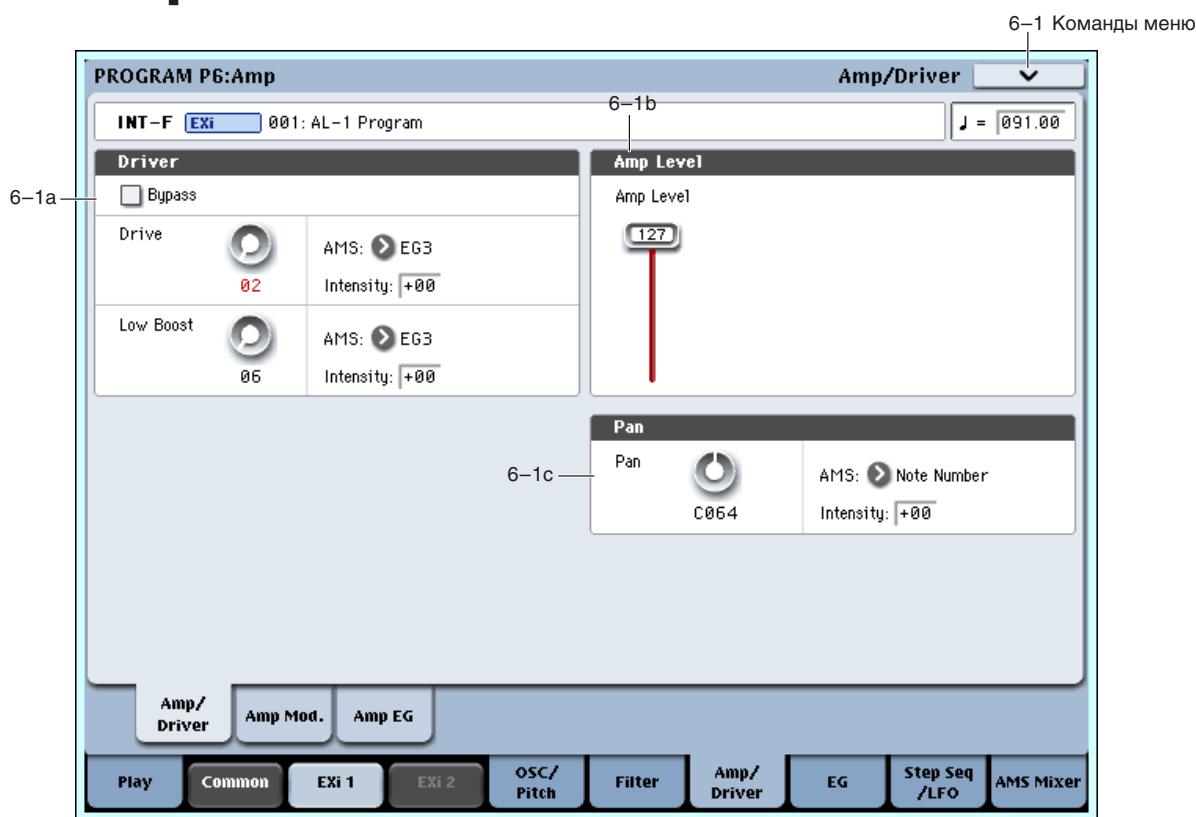 6–1 Команды меню
PROGRAM P6:Amp
Amp/Driver
6–1b
INT-F EXi 001: AL-1 Program
♩ = 091.00
Driver
Amp Level
6–1a
Bypass
Amp Level
Drive
AMS: EG3
127
02
Intensity: +00
Low Boost
AMS: EG3
06
Intensity: +00
Pan
6–1c
Pan
AMS: Note Number
C064
Intensity: +00
Amp/
Driver
Amp Mod.
Amp EG
Play
Common
EXi 1
EXi 2
OSC/
Pitch
Filter
Amp/
Driver
EG
Step Seq
/LFO
AMS Mixer